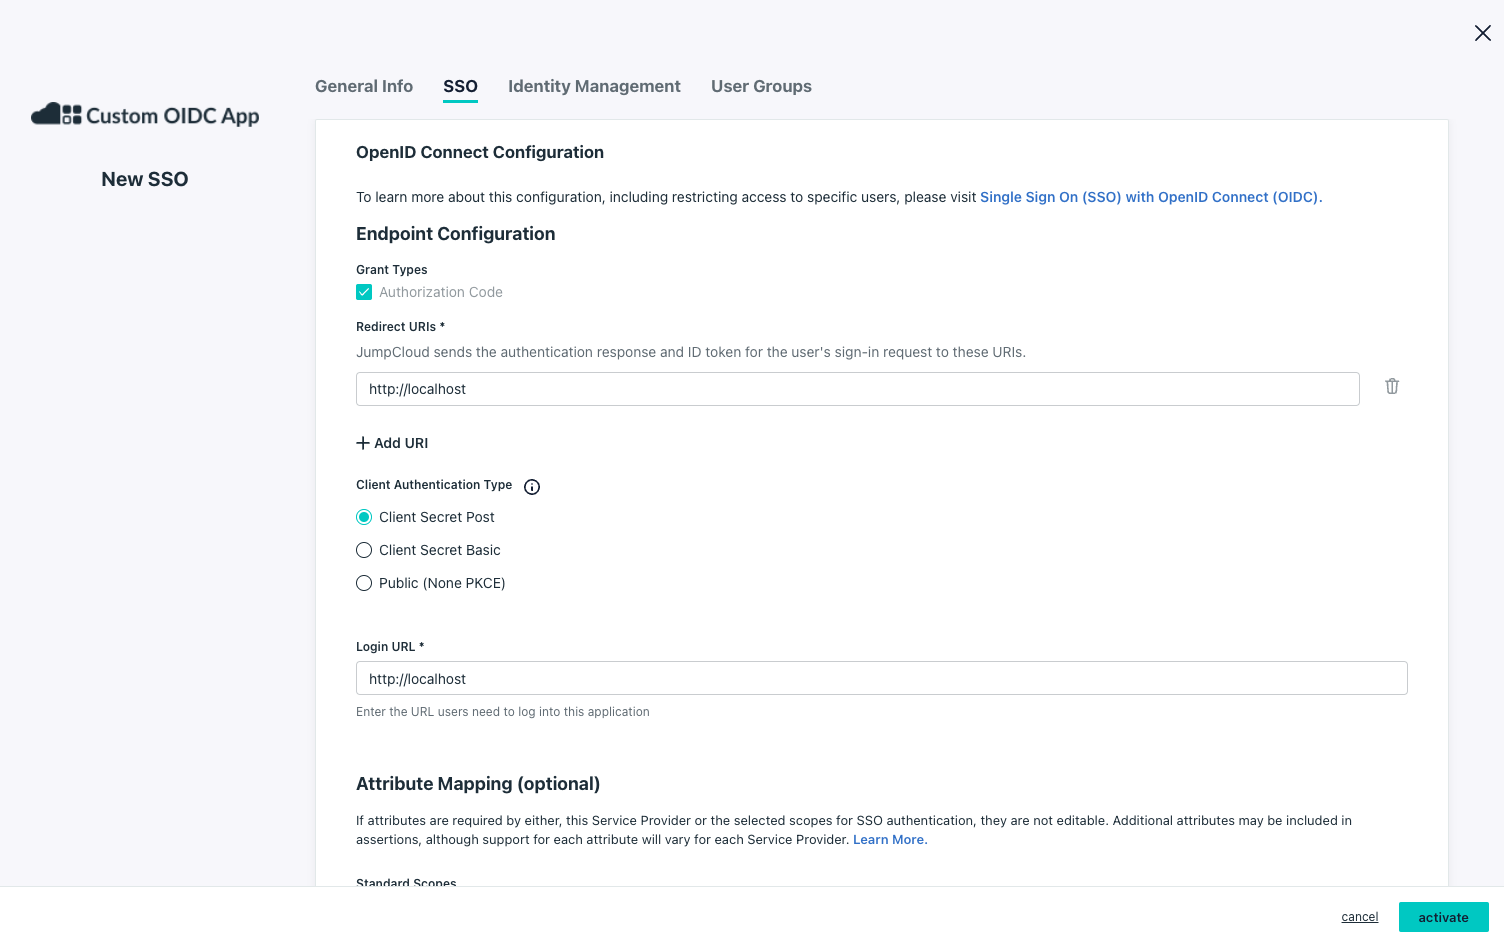 General Info SSO Identity Management User Groups
Custom OIDC App
New SSO
OpenID Connect Configuration
To learn more about this configuration, including restricting access to specific users, please visit Single Sign On (SSO) with OpenID Connect (OIDC).
Endpoint Configuration
Grant Types
Authorization Code
Redirect URIs *
JumpCloud sends the authentication response and ID token for the user's sign-in request to these URIs.
http://localhost
Add URI
Client Authentication Type
Client Secret Post
Client Secret Basic
Public (None PKCE)
Login URL *
http://localhost
Enter the URL users need to log into this application
Attribute Mapping (optional)
If attributes are required by either, this Service Provider or the selected scopes for SSO authentication, they are not editable. Additional attributes may be included in
assertions, although support for each attribute will vary for each Service Provider. Learn More.
Standard Scopes
cancel activate